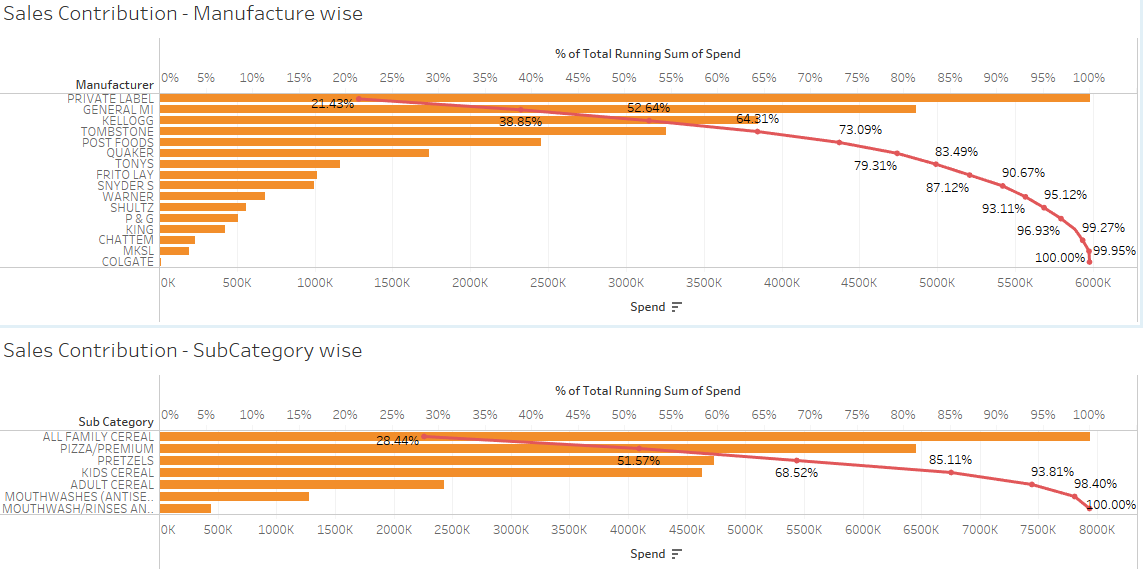 Sales Contribution - Manufacture wise
% of Total Running Sum of Spend
Manufacturer
0% 5% 10% 15% 20% 25% 30% 35% 40% 45% 50% 55% 60% 65% 70% 75% 80% 85% 90% 95% 100%
PRIVATE LABEL
GENERAL MI
KELLOGG
TOMBSTONE
POST FOODS
QUAKER
TONYS
FRITO LAY
SNYDER S
WARNER
SHULTZ
P & G
KING
CHATTEM
MKSL
COLGATE
21.43%
38.85%
52.64%
64.31%
73.09%
79.31%
83.49%
87.12%
90.67%
93.11%
95.12%
96.93%
99.27%
99.95%
100.00%
0K 500K 1000K 1500K 2000K 2500K 3000K 3500K 4000K 4500K 5000K 5500K 6000K
Spend
Sales Contribution - SubCategory wise
% of Total Running Sum of Spend
Sub Category
0% 5% 10% 15% 20% 25% 30% 35% 40% 45% 50% 55% 60% 65% 70% 75% 80% 85% 90% 95% 100%
ALL FAMILY CEREAL
PIZZA/PREMIUM
PRETZELS
KIDS CEREAL
ADULT CEREAL
MOUTHWASHES (ANTISE..
MOUTHWASH/RINSES AN..
28.44%
51.57%
68.52%
85.11%
93.81%
98.40%
100.00%
0K 500K 1000K 1500K 2000K 2500K 3000K 3500K 4000K 4500K 5000K 5500K 6000K 6500K 7000K 7500K 8000K
Spend